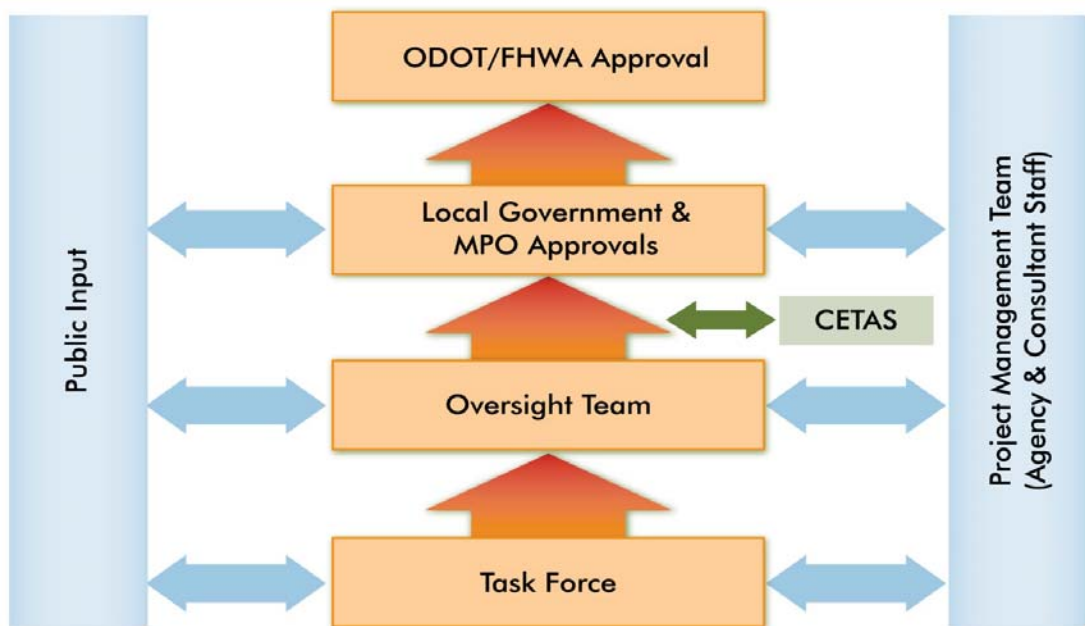 ODOT/FHWA Approval
Local Government &
MPO Approvals
CETAS
Oversight Team
Task Force
Public Input
Project Management Team
(Agency & Consultant Staff)